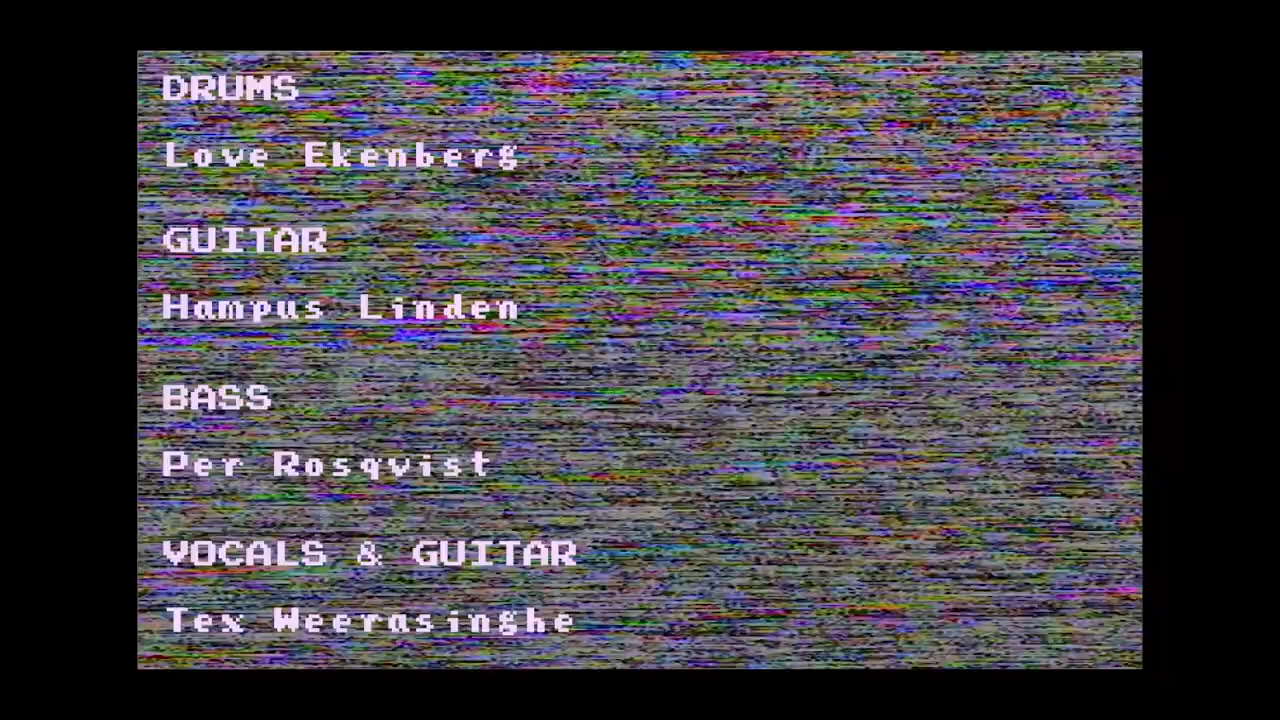 DRUMS
Love Ekenberg
GUITAR
Hampus Linden
BASS
Per Rosqvist
VOCALS & GUITAR
Tex Weerasinghe